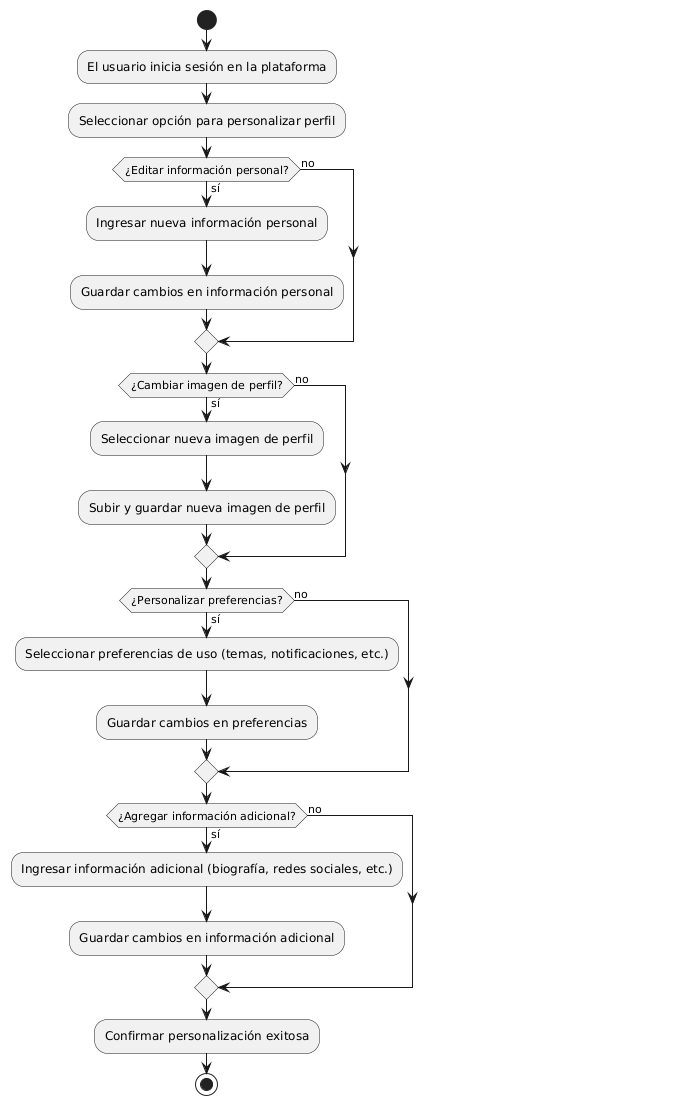 El usuario inicia sesión en la plataforma
Seleccionar opción para personalizar perfil
¿Editar información personal?
no
sí
Ingresar nueva información personal
Guardar cambios en información personal
¿Cambiar imagen de perfil?
no
sí
Seleccionar nueva imagen de perfil
Subir y guardar nueva imagen de perfil
¿Personalizar preferencias?
no
sí
Seleccionar preferencias de uso (temas, notificaciones, etc.)
Guardar cambios en preferencias
¿Agregar información adicional?
no
sí
Ingresar información adicional (biografía, redes sociales, etc.)
Guardar cambios en información adicional
Confirmar personalización exitosa